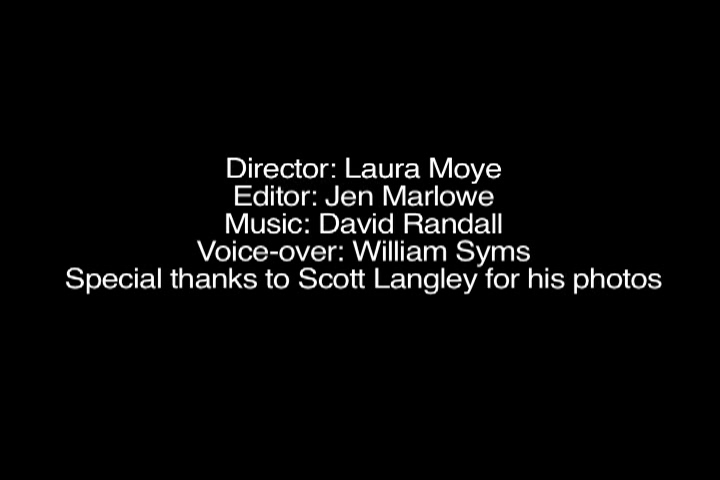 Director: Laura Moye
Editor: Jen Marlowe
Music: David Randall
Voice-over: William Syms
Special thanks to Scott Langley for his photos